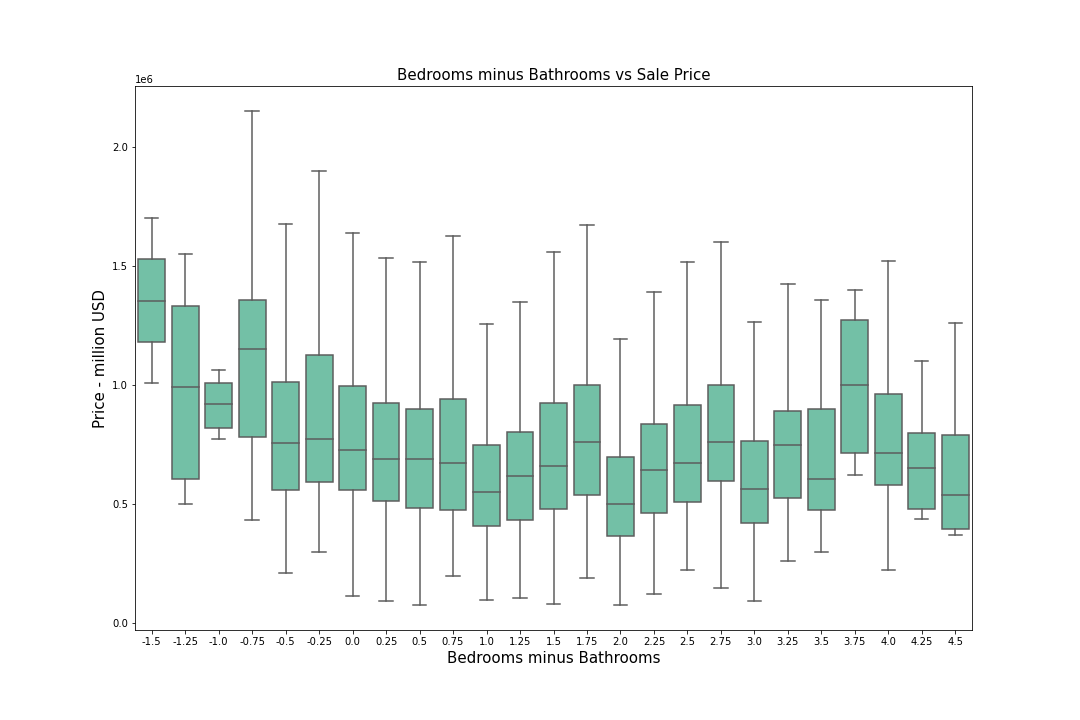 Bedrooms minus Bathrooms vs Sale Price
1e6
Price - million USD
2.0
1.5
1.0
0.5
0.0
-1.5 -1.25 -1.0 -0.75 -0.5 -0.25 0.0 0.25 0.5 0.75 1.0 1.25 1.5 1.75 2.0 2.25 2.5 2.75 3.0 3.25 3.5 3.75 4.0 4.25 4.5
Bedrooms minus Bathrooms